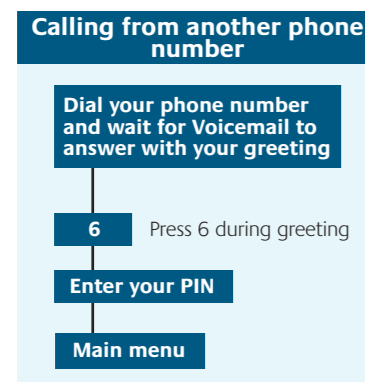 Calling from another phone
number
Dial your phone number
and wait for Voicemail to
answer with your greeting
6 Press 6 during greeting
Enter your PIN
Main menu